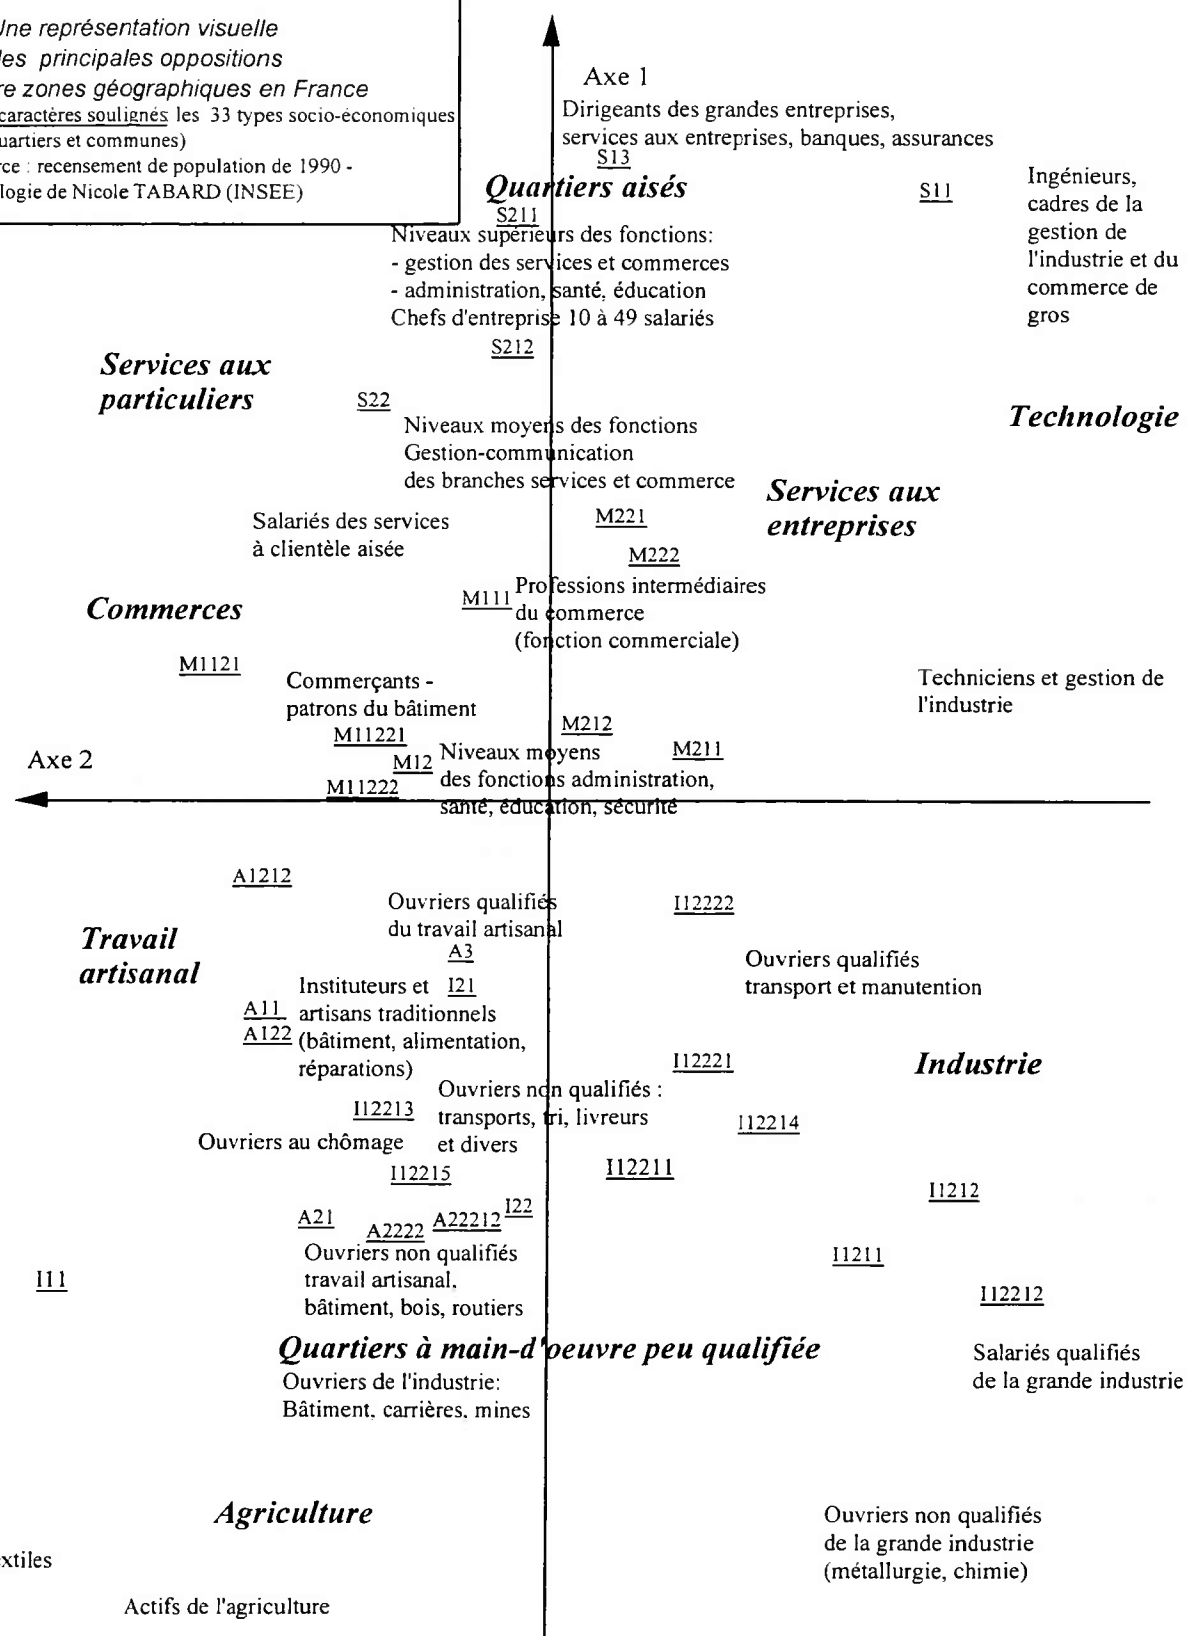 Une représentation visuelle
les principales oppositions
re zones géographiques en France
caractères soulignés les 33 types socio-économiques
uartiers et communes)
rce : recensement de population de 1990 -
logie de Nicole TABARD (INSEE)
Axe 1
Dirigeants des grandes entreprises,
services aux entreprises, banques, assurances
S13
Quartiers aisés
S11
Ingénieurs,
cadres de la
gestion de
l'industrie et du
commerce de
gros
S211
Niveaux supérieurs des fonctions:
- gestion des services et commerces
- administration, santé, éducation
Chefs d'entreprise 10 à 49 salariés
S212
Services aux
particuliers
S22
Technologie
Niveaux moyens des fonctions
Gestion-communication
des branches services et commerce
Services aux
entreprises
Salariés des services
à clientèle aisée
M221
M222
Commerces
M111
Professions intermédiaires
du commerce
(fonction commerciale)
M1121
Commerçants -
patrons du bâtiment
Techniciens et gestion de
l'industrie
M212
M11221
M211
Axe 2
M12
Niveaux moyens
des fonctions administration,
santé, éducation, sécurité
M11222
A1212
Ouvriers qualifiés
du travail artisanal
I12222
Travail
artisanal
A3
Ouvriers qualifiés
transport et manutention
Instituteurs et
artisans traditionnels
(bâtiment, alimentation,
réparations)
I21
A11
A122
I12221
Industrie
Ouvriers non qualifiés :
transports, tri, livreurs
et divers
I12213
I12214
Ouvriers au chômage
I12215
I12211
I1212
A21
A2222
A22212
I22
Ouvriers non qualifiés
travail artisanal,
bâtiment, bois, routiers
I1211
I11
I12212
Quartiers à main-d'oeuvre peu qualifiée
Salariés qualifiés
de la grande industrie
Ouvriers de l'industrie:
Bâtiment, carrières, mines
Agriculture
Ouvriers non qualifiés
de la grande industrie
(métallurgie, chimie)
extiles
Actifs de l'agriculture